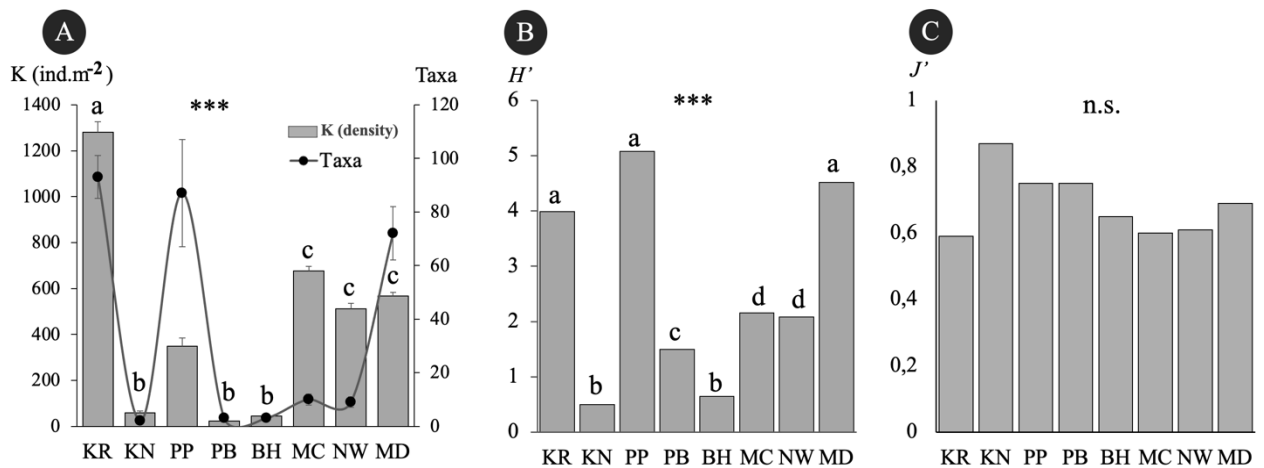 A
K (ind.m-2)
Taxa
1400
1200
1000
800
600
400
200
0
120
100
80
60
40
20
0
***
K (density)
Taxa
a
b
b
b
c
c
c
KR KN PP PB BH MC NW MD
B
H'
***
6
5
4
3
2
1
0
a
b
a
c
b
d
d
a
KR KN PP PB BH MC NW MD
C
J'
n.s.
1
0,8
0,6
0,4
0,2
0
KR KN PP PB BH MC NW MD